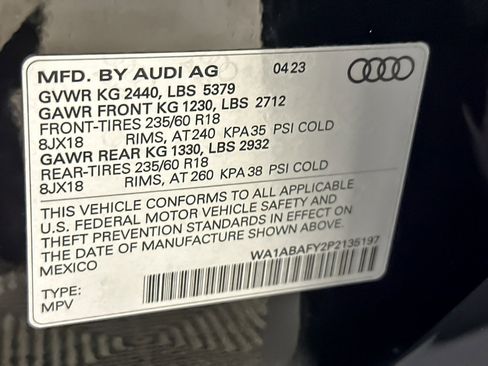 MFD. BY AUDI AG 04 23
GVWR KG 2440, LBS 5379
GAWR FRONT KG 1230, LBS 2712
FRONT-TIRES 235/60 R18
8JX18 RIMS, AT 240 KPA 35 PSI COLD
GAWR REAR KG 1330, LBS 2932
REAR-TIRES 235/60 R18
8JX18 RIMS, AT 260 KPA 38 PSI COLD
THIS VEHICLE CONFORMS TO ALL APPLICABLE
U.S. FEDERAL MOTOR VEHICLE SAFETY AND
THEFT PREVENTION STANDARDS IN EFFECT ON
THE DATE OF MANUFACTURE SHOWN ABOVE.
MEXICO
WA1ABAFY2P2135197
TYPE:
MPV